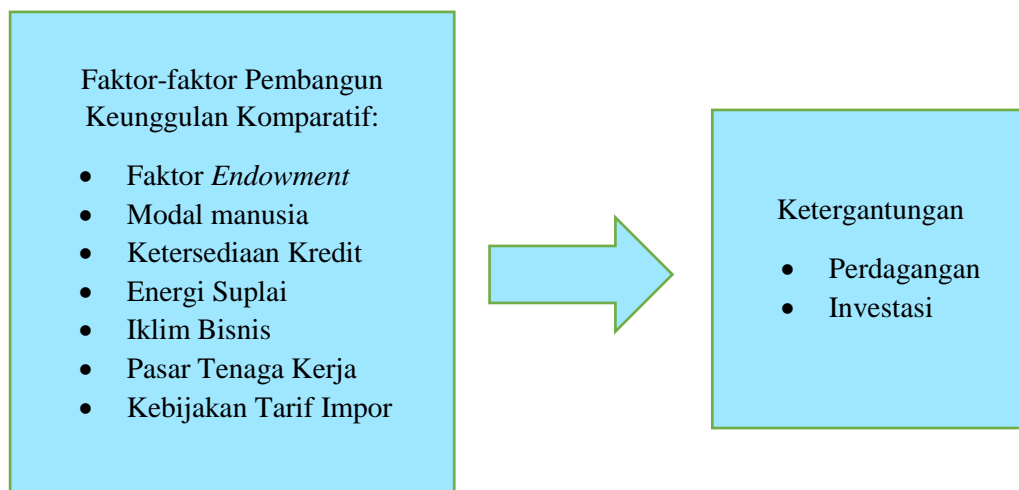 Faktor-faktor Pembangun
Keunggulan Komparatif:
• Faktor Endowment
• Modal manusia
• Ketersediaan Kredit
• Energi Suplai
• Iklim Bisnis
• Pasar Tenaga Kerja
• Kebijakan Tarif Impor
Ketergantungan
• Perdagangan
• Investasi